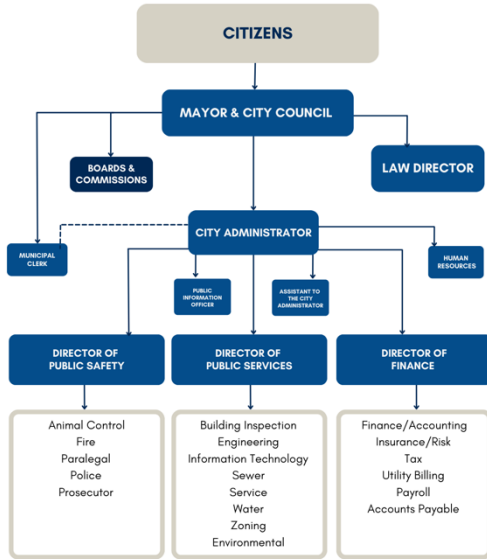 CITIZENS
MAYOR & CITY COUNCIL
BOARDS &
COMMISSIONS
LAW DIRECTOR
CITY ADMINISTRATOR
MUNICIPAL
CLERK
HUMAN
RESOURCES
PUBLIC
INFORMATION
OFFICER
ASSISTANT TO
THE CITY
ADMINISTRATOR
DIRECTOR OF
PUBLIC SAFETY
DIRECTOR OF
PUBLIC SERVICES
DIRECTOR OF
FINANCE
Animal Control
Fire
Paralegal
Police
Prosecutor
Building Inspection
Engineering
Information Technology
Sewer
Service
Water
Zoning
Environmental
Finance/Accounting
Insurance/Risk
Tax
Utility Billing
Payroll
Accounts Payable